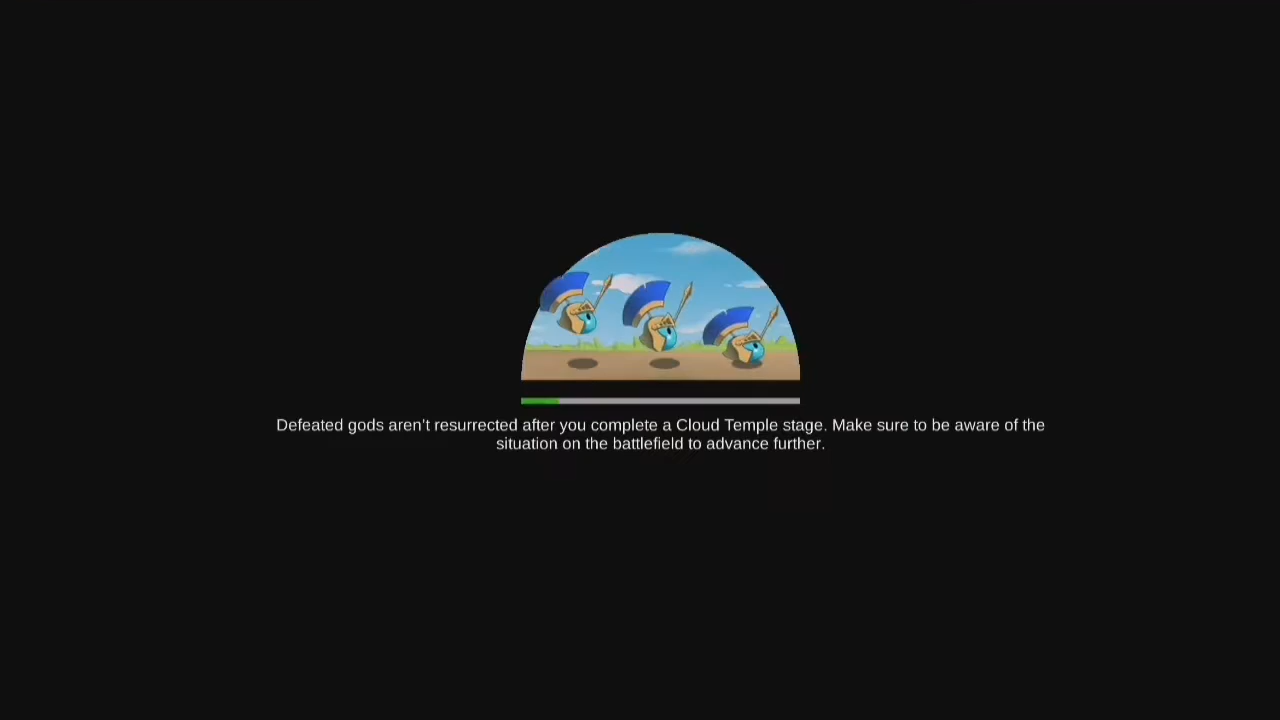 Defeated gods aren't resurrected after you complete a Cloud Temple stage. Make sure to be aware of the
situation on the battlefield to advance further.